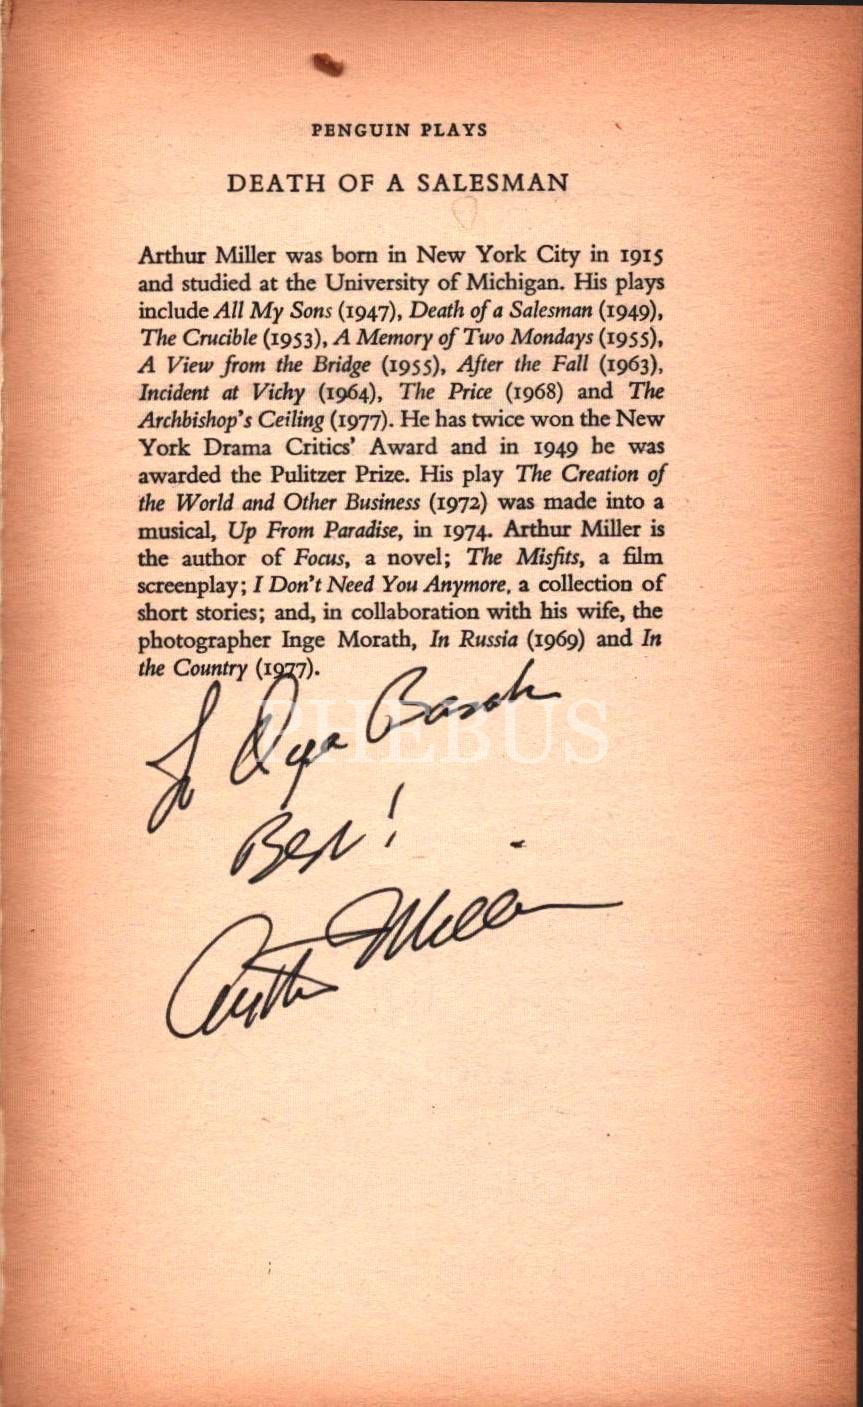 PENGUIN PLAYS
DEATH OF A SALESMAN
Arthur Miller was born in New York City in 1915
and studied at the University of Michigan. His plays
include All My Sons (1947), Death of a Salesman (1949),
The Crucible (1953), A Memory of Two Mondays (1955),
A View from the Bridge (1955), After the Fall (1963),
Incident at Vichy (1964), The Price (1968) and The
Archbishop's Ceiling (1977). He has twice won the New
York Drama Critics' Award and in 1949 he was
awarded the Pulitzer Prize. His play The Creation of
the World and Other Business (1972) was made into a
musical, Up From Paradise, in 1974. Arthur Miller is
the author of Focus, a novel; The Misfits, a film
screenplay; I Don't Need You Anymore, a collection of
short stories; and, in collaboration with his wife, the
photographer Inge Morath, In Russia (1969) and In
the Country (1977).
To
PHEBUS
Best!
Arthur Miller